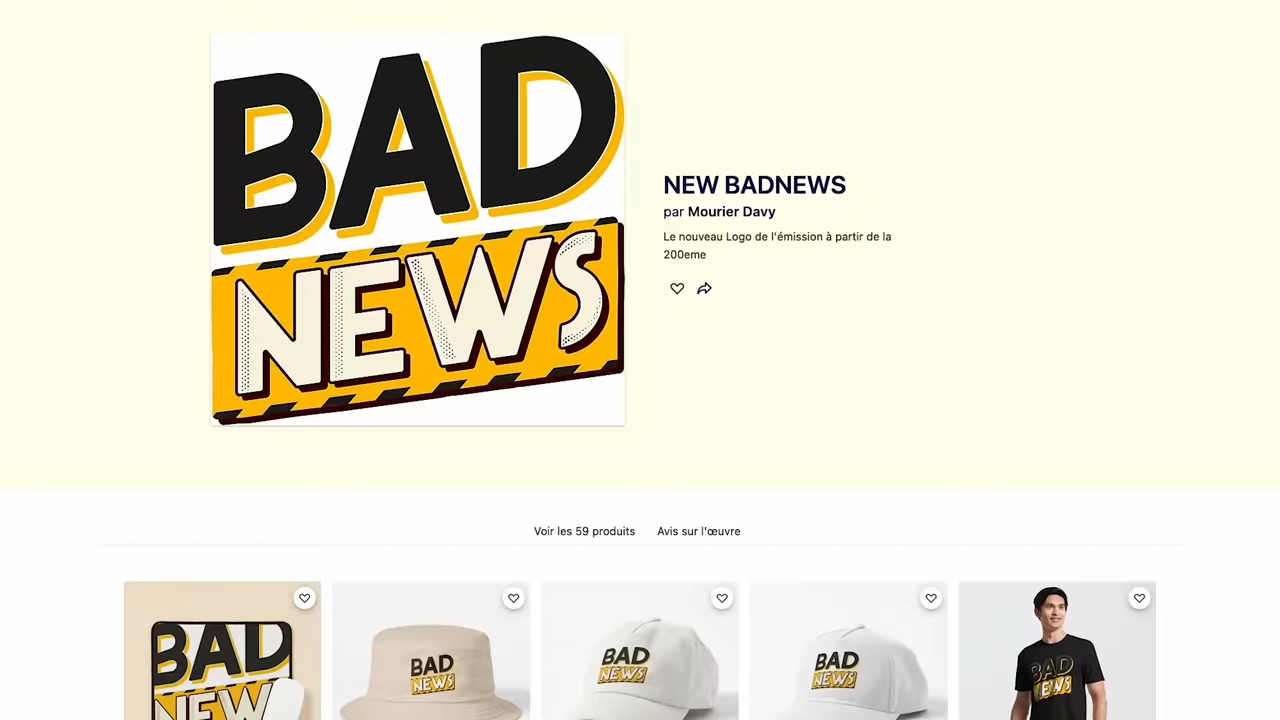 BAD
NEWS
NEW BADNEWS
par Mourier Davy
Le nouveau Logo de l'émission à partir de la
200eme
Voir les 59 produits
Avis sur l'œuvre
BAD
NEW
BAD
NEWS
BAD
NEWS
BAD
NEWS
BAD
NEWS